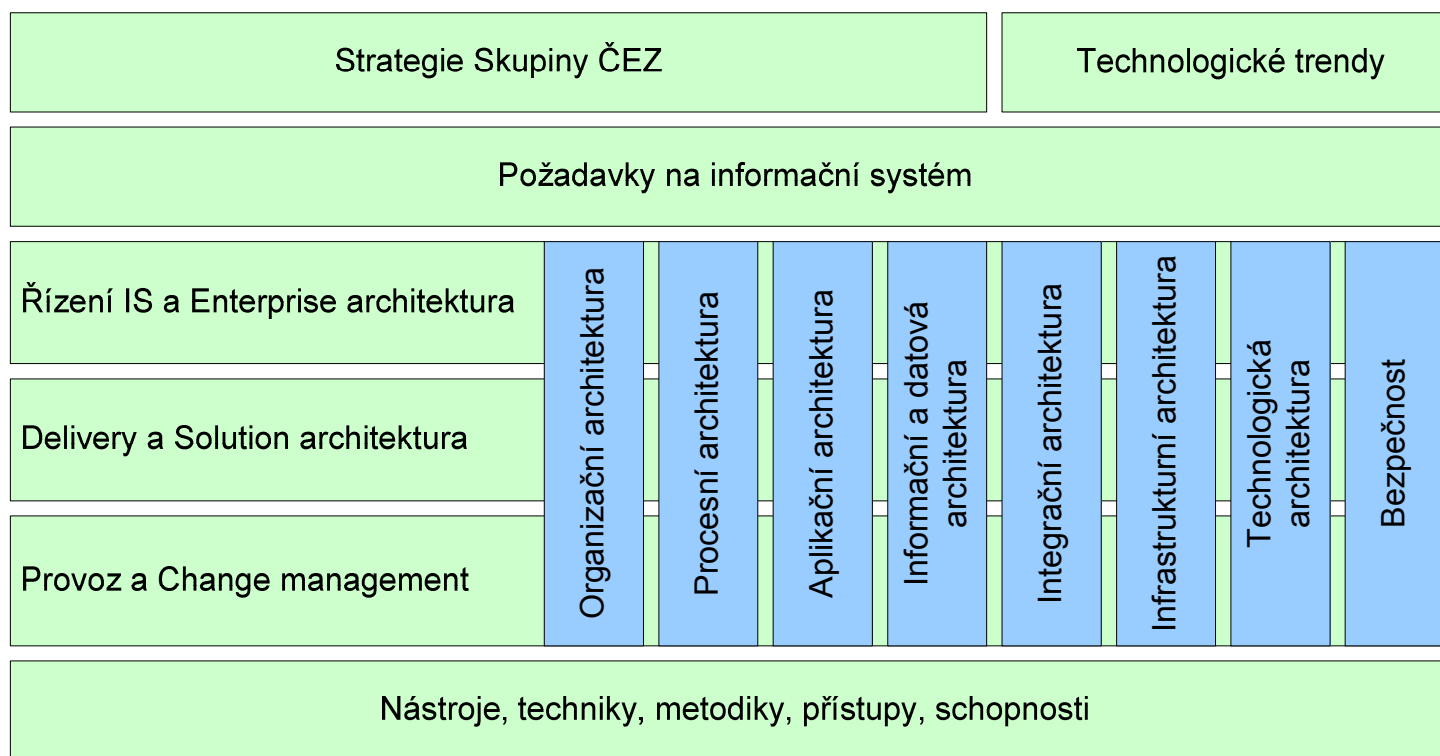 Strategie Skupiny ČEZ
Technologické trendy
Požadavky na informační systém
Řízení IS a Enterprise architektura
Delivery a Solution architektura
Provoz a Change management
Organizační architektura
Procesní architektura
Aplikační architektura
Informační a datová
architektura
Integrační architektura
Infrastrukturní architektura
Technologická
architektura
Bezpečnost
Nástroje, techniky, metodiky, přístupy, schopnosti